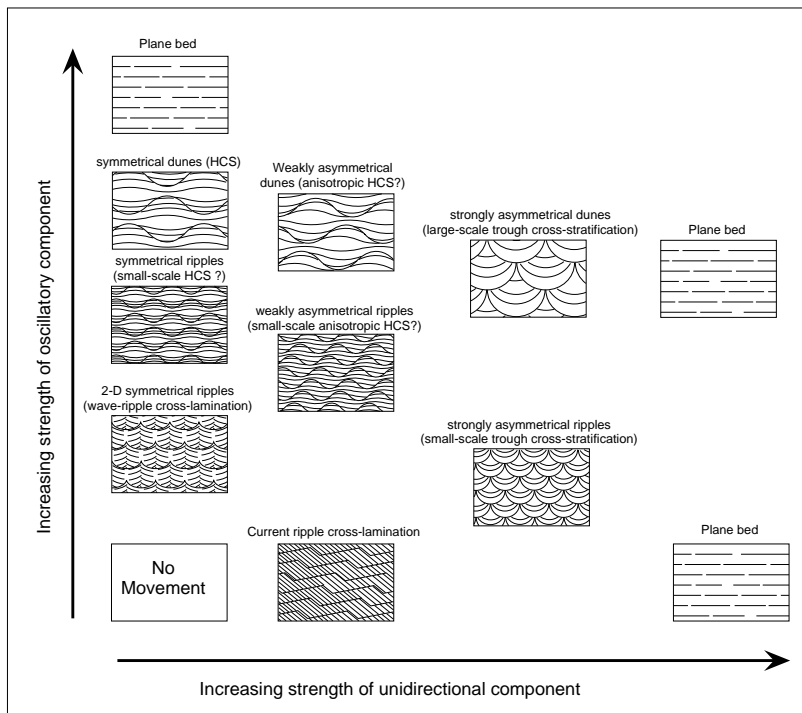 Plane bed
symmetrical dunes (HCS)
Weakly asymmetrical
dunes (anisotropic HCS?)
strongly asymmetrical dunes
(large-scale trough cross-stratification)
Plane bed
symmetrical ripples
(small-scale HCS ?)
weakly asymmetrical ripples
(small-scale anisotropic HCS?)
2-D symmetrical ripples
(wave-ripple cross-lamination)
strongly asymmetrical ripples
(small-scale trough cross-stratification)
Current ripple cross-lamination
Plane bed
No
Movement
Increasing strength of oscillatory component
Increasing strength of unidirectional component